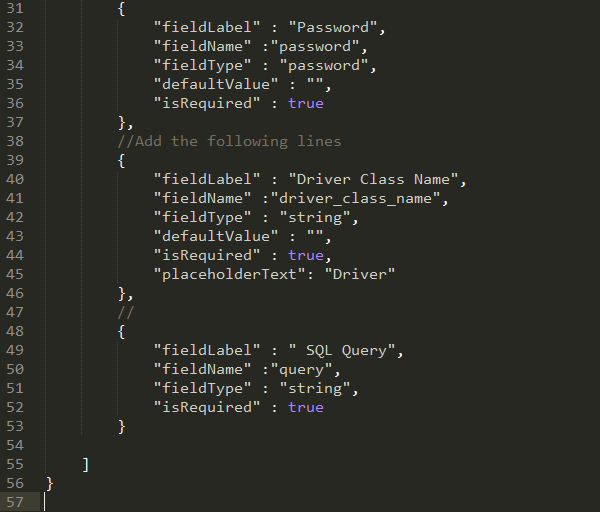 31 {
32 "fieldLabel" : "Password",
33 "fieldName" :"password",
34 "fieldType" : "password",
35 "defaultValue" : "",
36 "isRequired" : true
37 },
38 //Add the following lines
39 {
40 "fieldLabel" : "Driver Class Name",
41 "fieldName" :"driver_class_name",
42 "fieldType" : "string",
43 "defaultValue" : "",
44 "isRequired" : true,
45 "placeholderText": "Driver"
46 },
47 //
48 {
49 "fieldLabel" : " SQL Query",
50 "fieldName" :"query",
51 "fieldType" : "string",
52 "isRequired" : true
53 }
54
55 ]
56 }
57